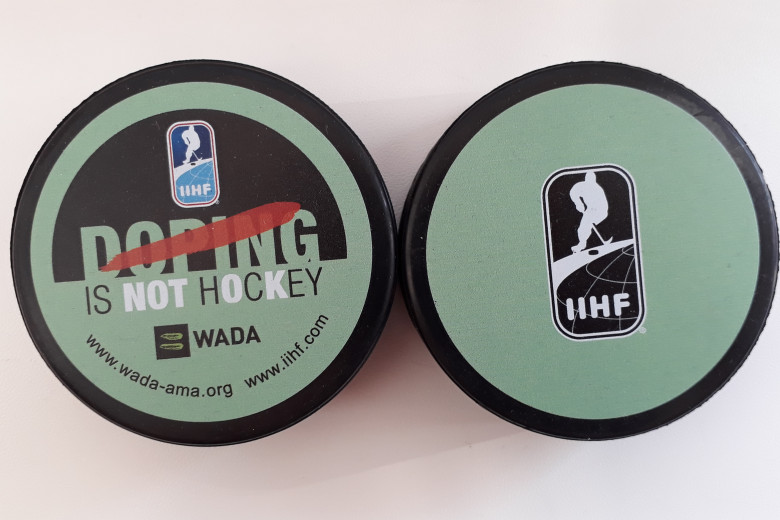 IIHF
DOPING
IS NOT HOCKEY
WADA
www.wada-ama.org www.iihf.com
IIHF